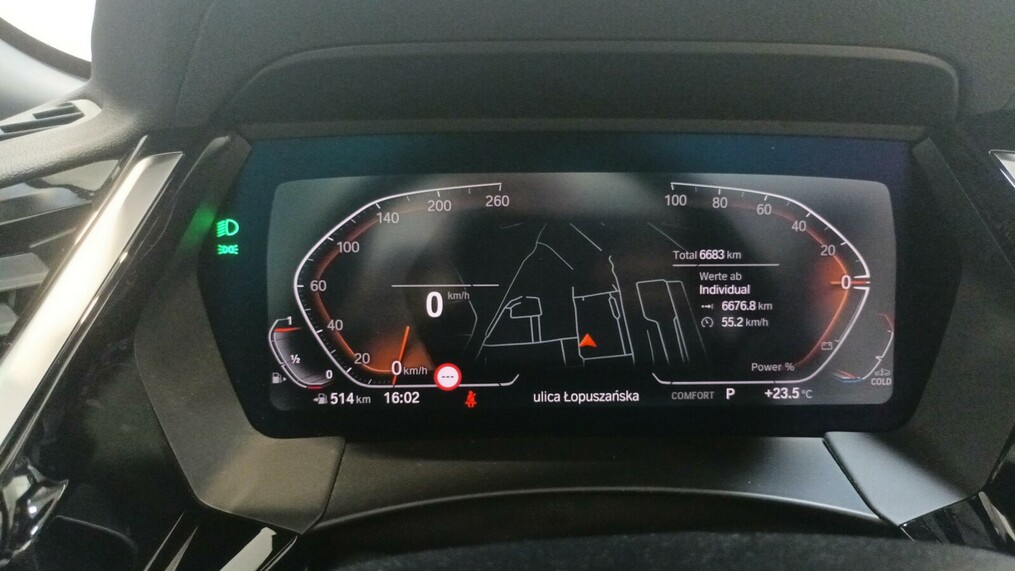 260
200
140
100
60
40
20
0 km/h
0 km/h
1
½
0
514 km
16:02
---
ulica Łopuszańska
Total 6683 km
Werte ab
Individual
6676.8 km
55.2 km/h
100
80
60
40
20
0
Power %
COLD
COMFORT P +23.5 °C